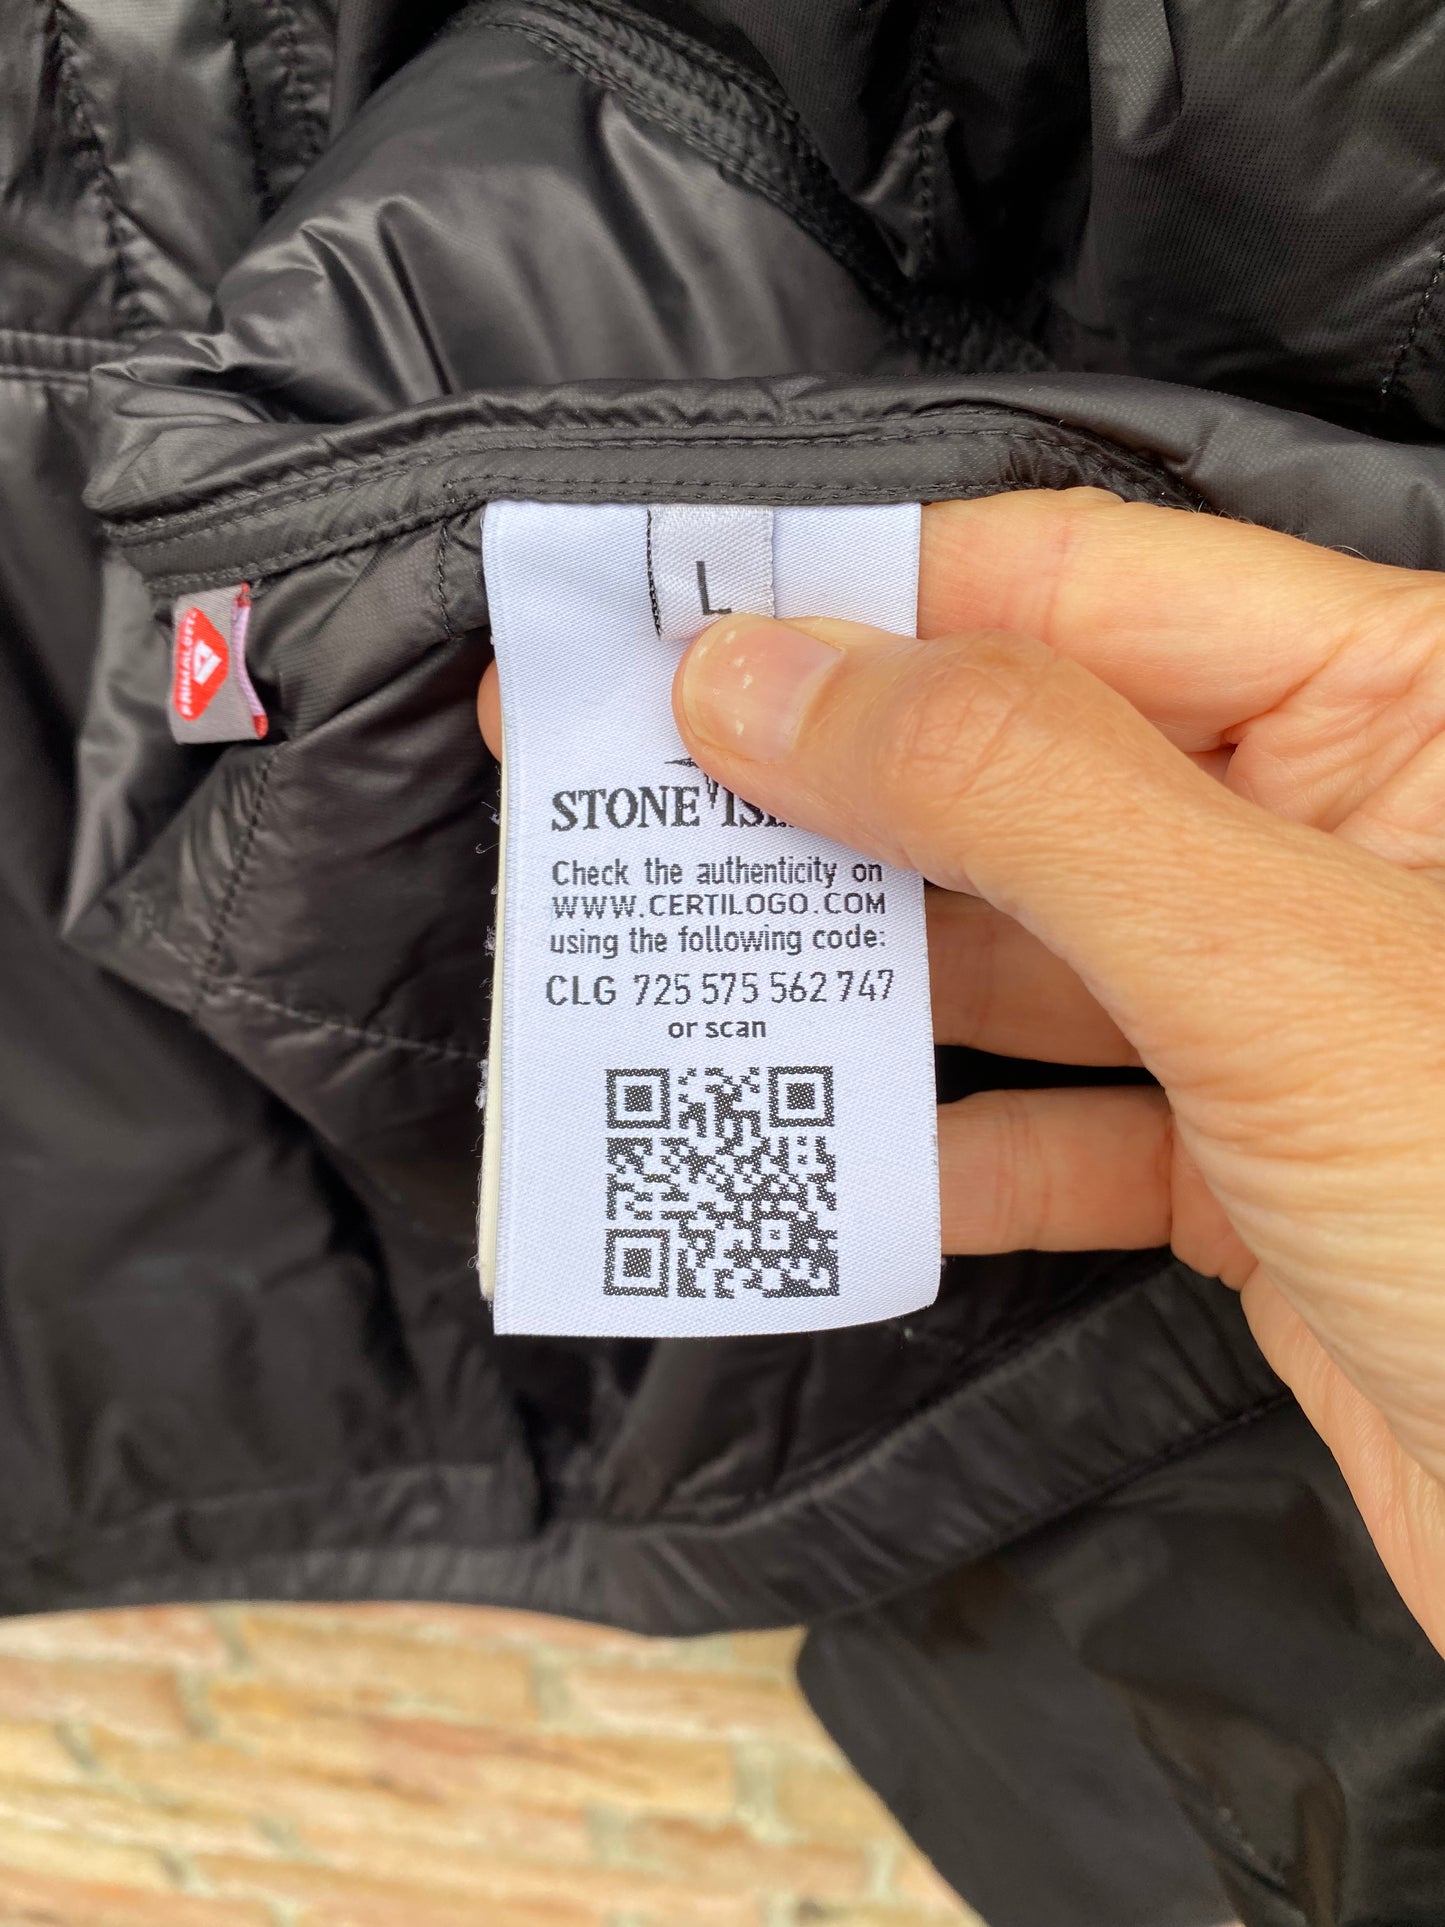 L
PRIMALOFT
STONE
Check the authenticity on
WWW.CERTILOGO.COM
using the following code:
CLG 725 575 562 747
or scan